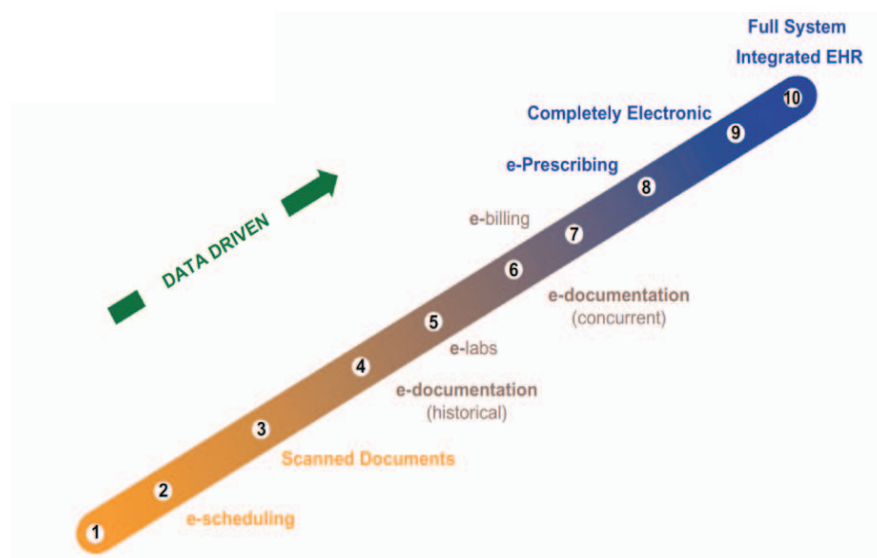 Full System
Integrated EHR
10
Completely Electronic
9
e-Prescribing
8
e-billing
7
DATA DRIVEN
6
e-documentation
(concurrent)
5
e-labs
4
e-documentation
(historical)
3
Scanned Documents
2
e-scheduling
1